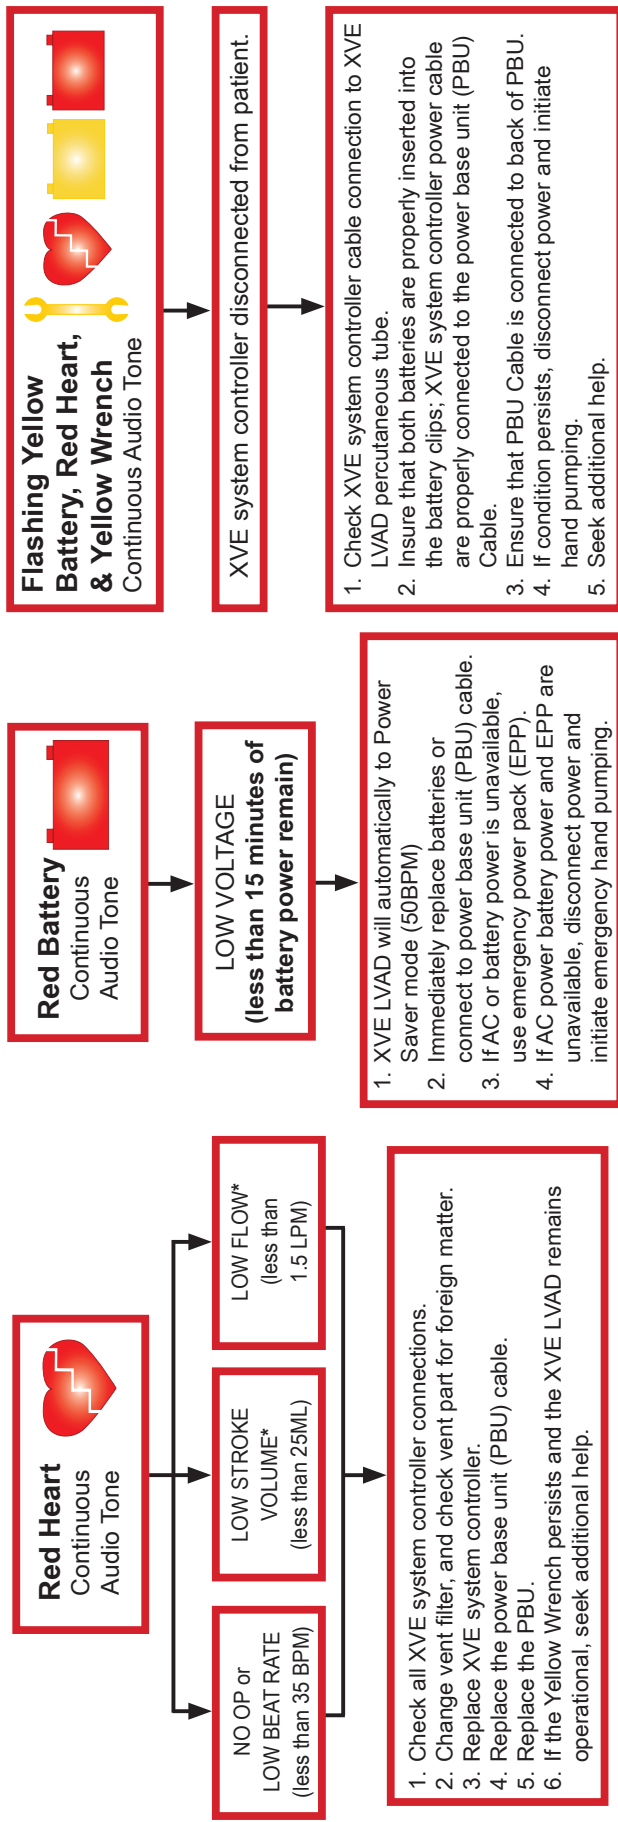 Red Heart
Continuous
Audio Tone
NO OP or
LOW BEAT RATE
(less than 35 BPM)
LOW STROKE
VOLUME*
(less than 25ML)
LOW FLOW*
(less than
1.5 LPM)
1. Check all XVE system controller connections.
2. Change vent filter, and check vent part for foreign matter.
3. Replace XVE system controller.
4. Replace the power base unit (PBU) cable.
5. Replace the PBU.
6. If the Yellow Wrench persists and the XVE LVAD remains
operational, seek additional help.
Red Battery
Continuous
Audio Tone
LOW VOLTAGE
(less than 15 minutes of
battery power remain)
1. XVE LVAD will automatically to Power
Saver mode (50BPM)
2. Immediately replace batteries or
connect to power base unit (PBU) cable.
3. If AC or battery power is unavailable,
use emergency power pack (EPP).
4. If AC power battery power and EPP are
unavailable, disconnect power and
initiate emergency hand pumping.
Flashing Yellow
Battery, Red Heart,
& Yellow Wrench
Continuous Audio Tone
XVE system controller disconnected from patient.
1. Check XVE system controller cable connection to XVE
LVAD percutaneous tube.
2. Insure that both batteries are properly inserted into
the battery clips; XVE system controller power cable
are properly connected to the power base unit (PBU)
Cable.
3. Ensure that PBU Cable is connected to back of PBU.
4. If condition persists, disconnect power and initiate
hand pumping.
5. Seek additional help.